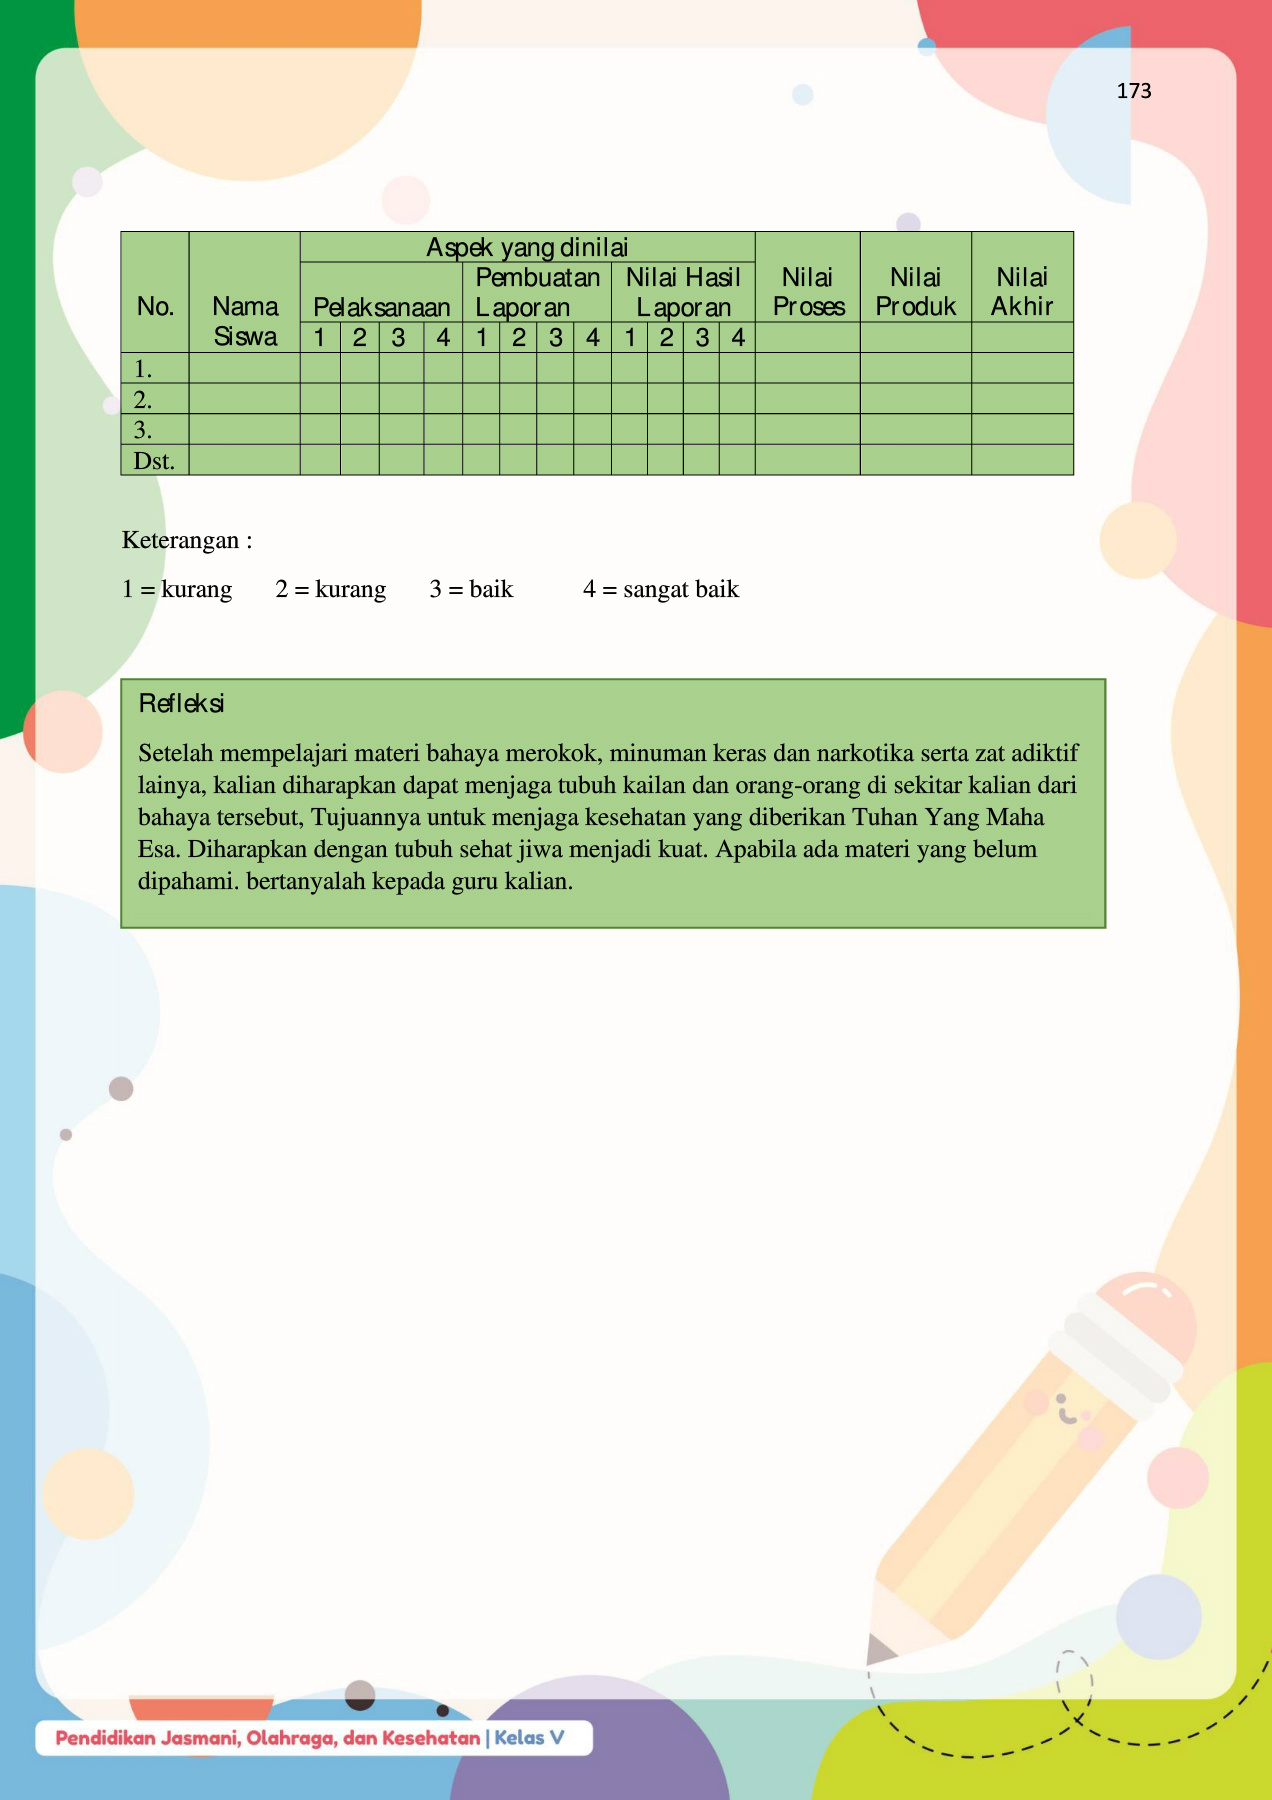 173
Aspek yang dinilai
Pembuatan Nilai Hasil Nilai Nilai Nilai
No. Nama Pelaksanaan Laporan Laporan Proses Produk Akhir
Siswa 1 2 3 4 1 2 3 4 1 2 3 4
1.
2.
3.
Dst.
Keterangan :
1 = kurang 2 = kurang 3 = baik 4 = sangat baik
Refleksi
Setelah mempelajari materi bahaya merokok, minuman keras dan narkotika serta zat adiktif
lainya, kalian diharapkan dapat menjaga tubuh kailan dan orang-orang di sekitar kalian dari
bahaya tersebut, Tujuannya untuk menjaga kesehatan yang diberikan Tuhan Yang Maha
Esa. Diharapkan dengan tubuh sehat jiwa menjadi kuat. Apabila ada materi yang belum
dipahami. bertanyalah kepada guru kalian.
Pendidikan Jasmani, Olahraga, dan Kesehatan | Kelas V